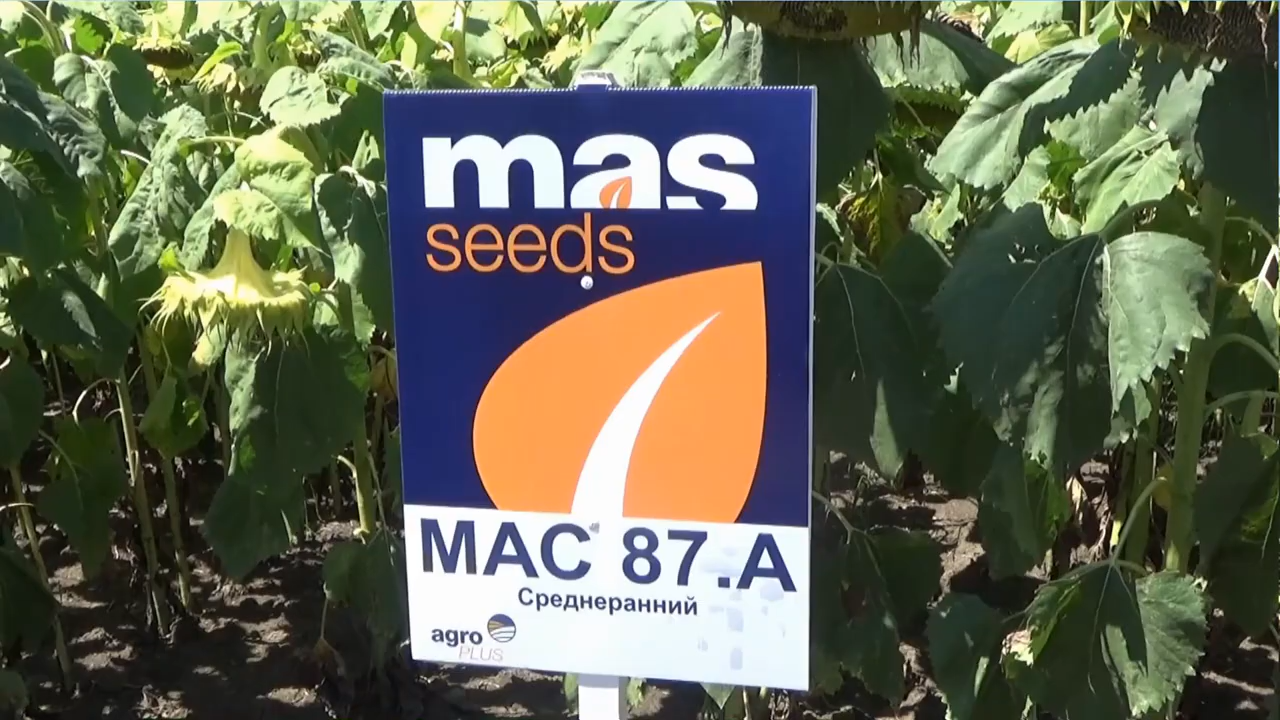 mas
seeds
МАС 87.А
Среднеранний
agro
PLUS